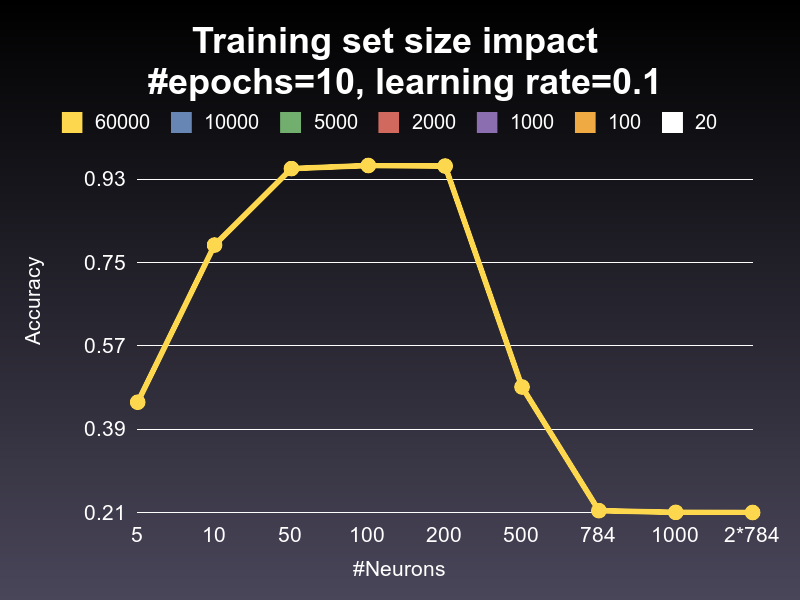 Training set size impact
#epochs=10, learning rate=0.1
60000 10000 5000 2000 1000 100 20
0.93
0.75
0.57
0.39
0.21
Accuracy
5 10 50 100 200 500 784 1000 2*784
#Neurons